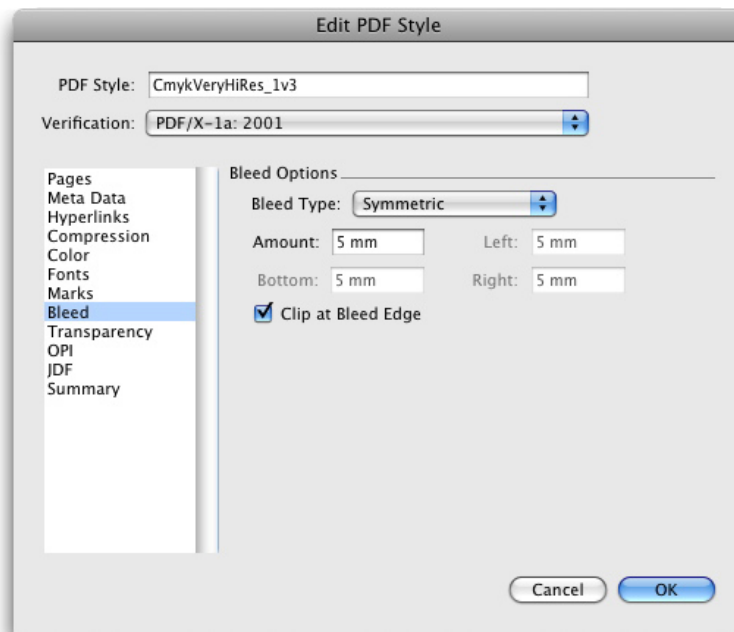 Edit PDF Style
PDF Style: CmykVeryHiRes_1v3
Verification: PDF/X-1a: 2001
Pages
Meta Data
Hyperlinks
Compression
Color
Fonts
Marks
Bleed
Transparency
OPI
JDF
Summary
Bleed Options
Bleed Type: Symmetric
Amount: 5 mm Left: 5 mm
Bottom: 5 mm Right: 5 mm
Clip at Bleed Edge
Cancel OK